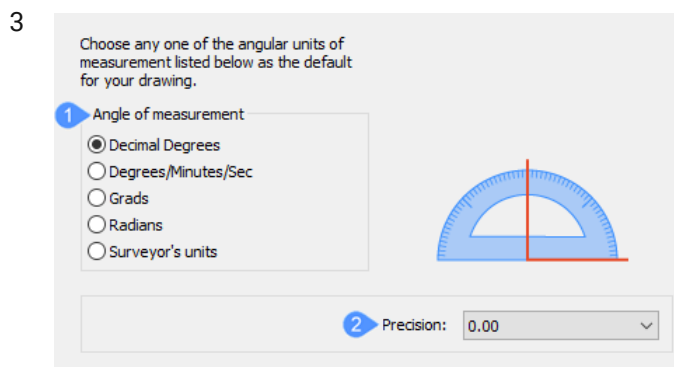 3
Choose any one of the angular units of
measurement listed below as the default
for your drawing.
1 Angle of measurement
Decimal Degrees
Degrees/Minutes/Sec
Grads
Radians
Surveyor's units
2 Precision: 0.00